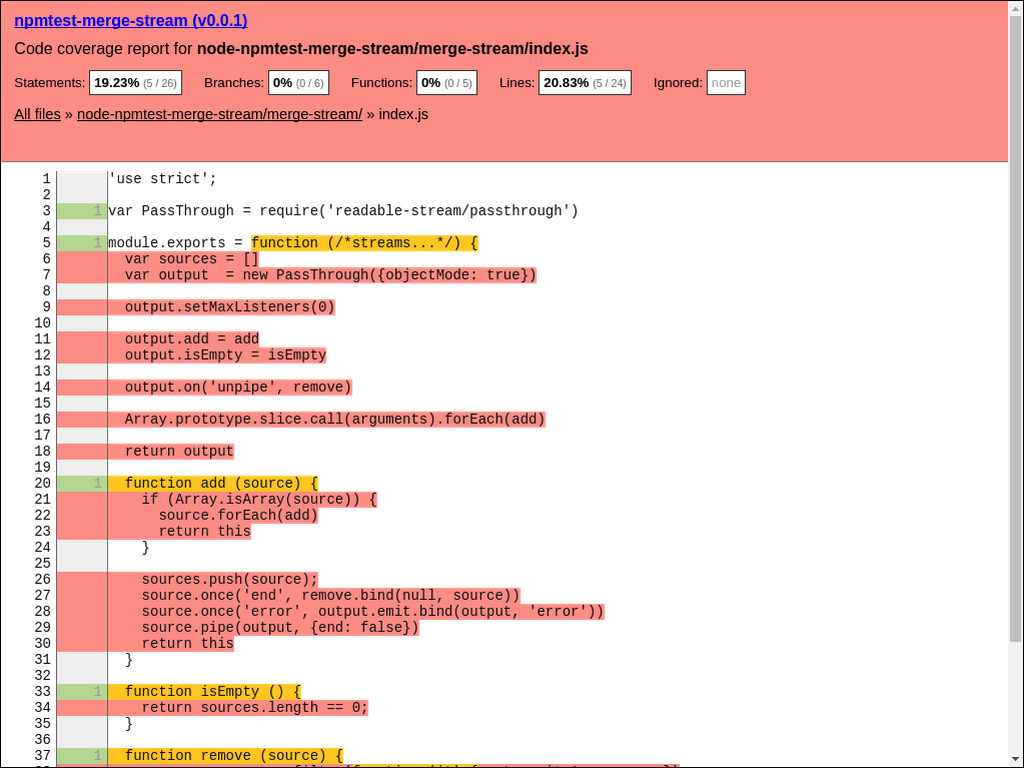 npmtest-merge-stream (v0.0.1)
Code coverage report for node-npmtest-merge-stream/merge-stream/index.js
Statements: 19.23% (5 / 26) Branches: 0% (0 / 6) Functions: 0% (0 / 5) Lines: 20.83% (5 / 24) Ignored: none
All files » node-npmtest-merge-stream/merge-stream/ » index.js
1 'use strict';
2
3 1 var PassThrough = require('readable-stream/passthrough')
4
5 1 module.exports = function (/*streams...*/) {
6   var sources = []
7   var output  = new PassThrough({objectMode: true})
8
9   output.setMaxListeners(0)
10
11   output.add = add
12   output.isEmpty = isEmpty
13
14   output.on('unpipe', remove)
15
16   Array.prototype.slice.call(arguments).forEach(add)
17
18   return output
19
20 1   function add (source) {
21     if (Array.isArray(source)) {
22       source.forEach(add)
23       return this
24     }
25
26     sources.push(source);
27     source.once('end', remove.bind(null, source))
28     source.once('error', output.emit.bind(output, 'error'))
29     source.pipe(output, {end: false})
30     return this
31   }
32
33 1   function isEmpty () {
34     return sources.length == 0;
35   }
36
37 1   function remove (source) {